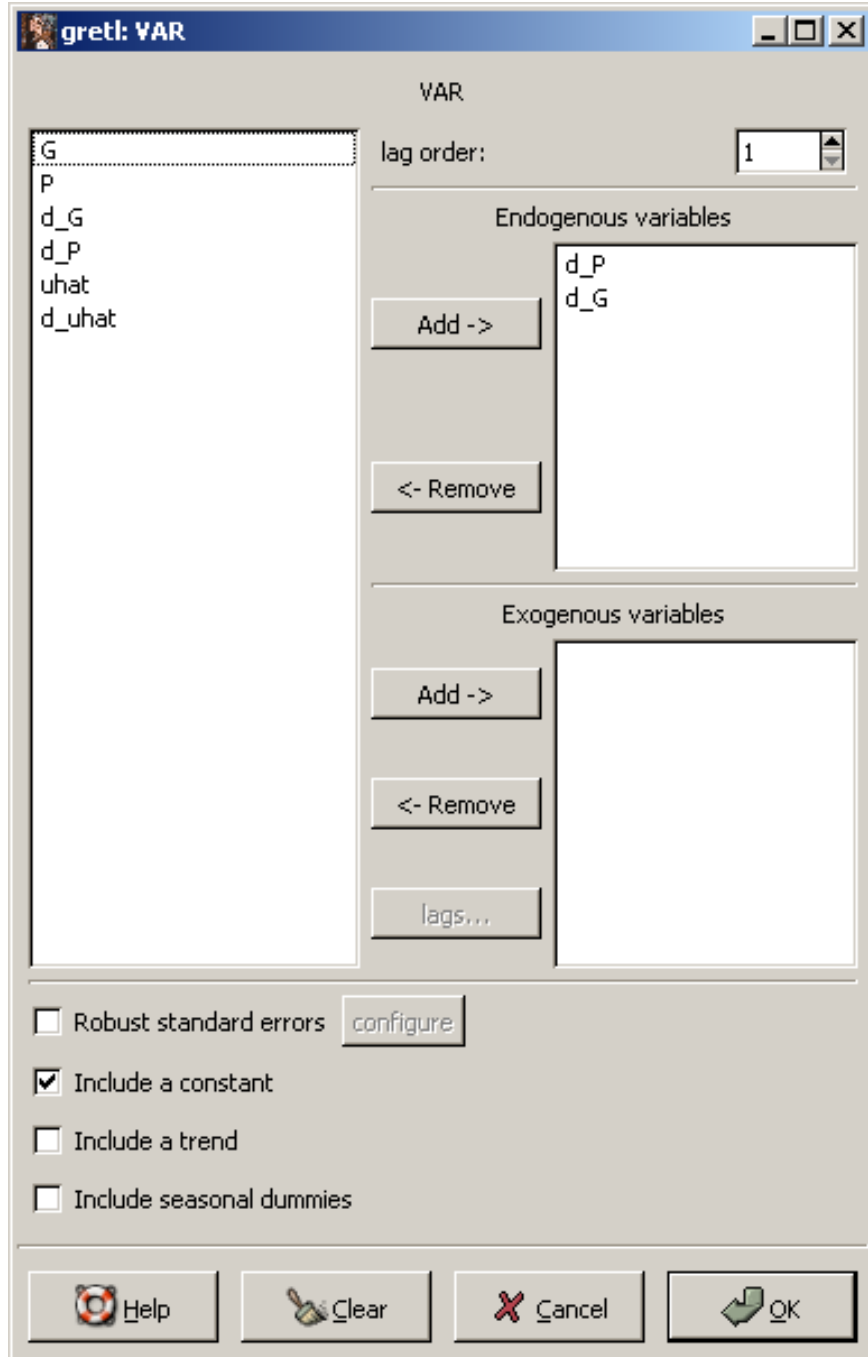 gretl: VAR
VAR
G
P
d_G
d_P
uhat
d_uhat
lag order:
1
Endogenous variables
d_P
d_G
Add ->
<- Remove
Exogenous variables
Add ->
<- Remove
lags...
Robust standard errors
configure
Include a constant
Include a trend
Include seasonal dummies
Help
Clear
Cancel
OK